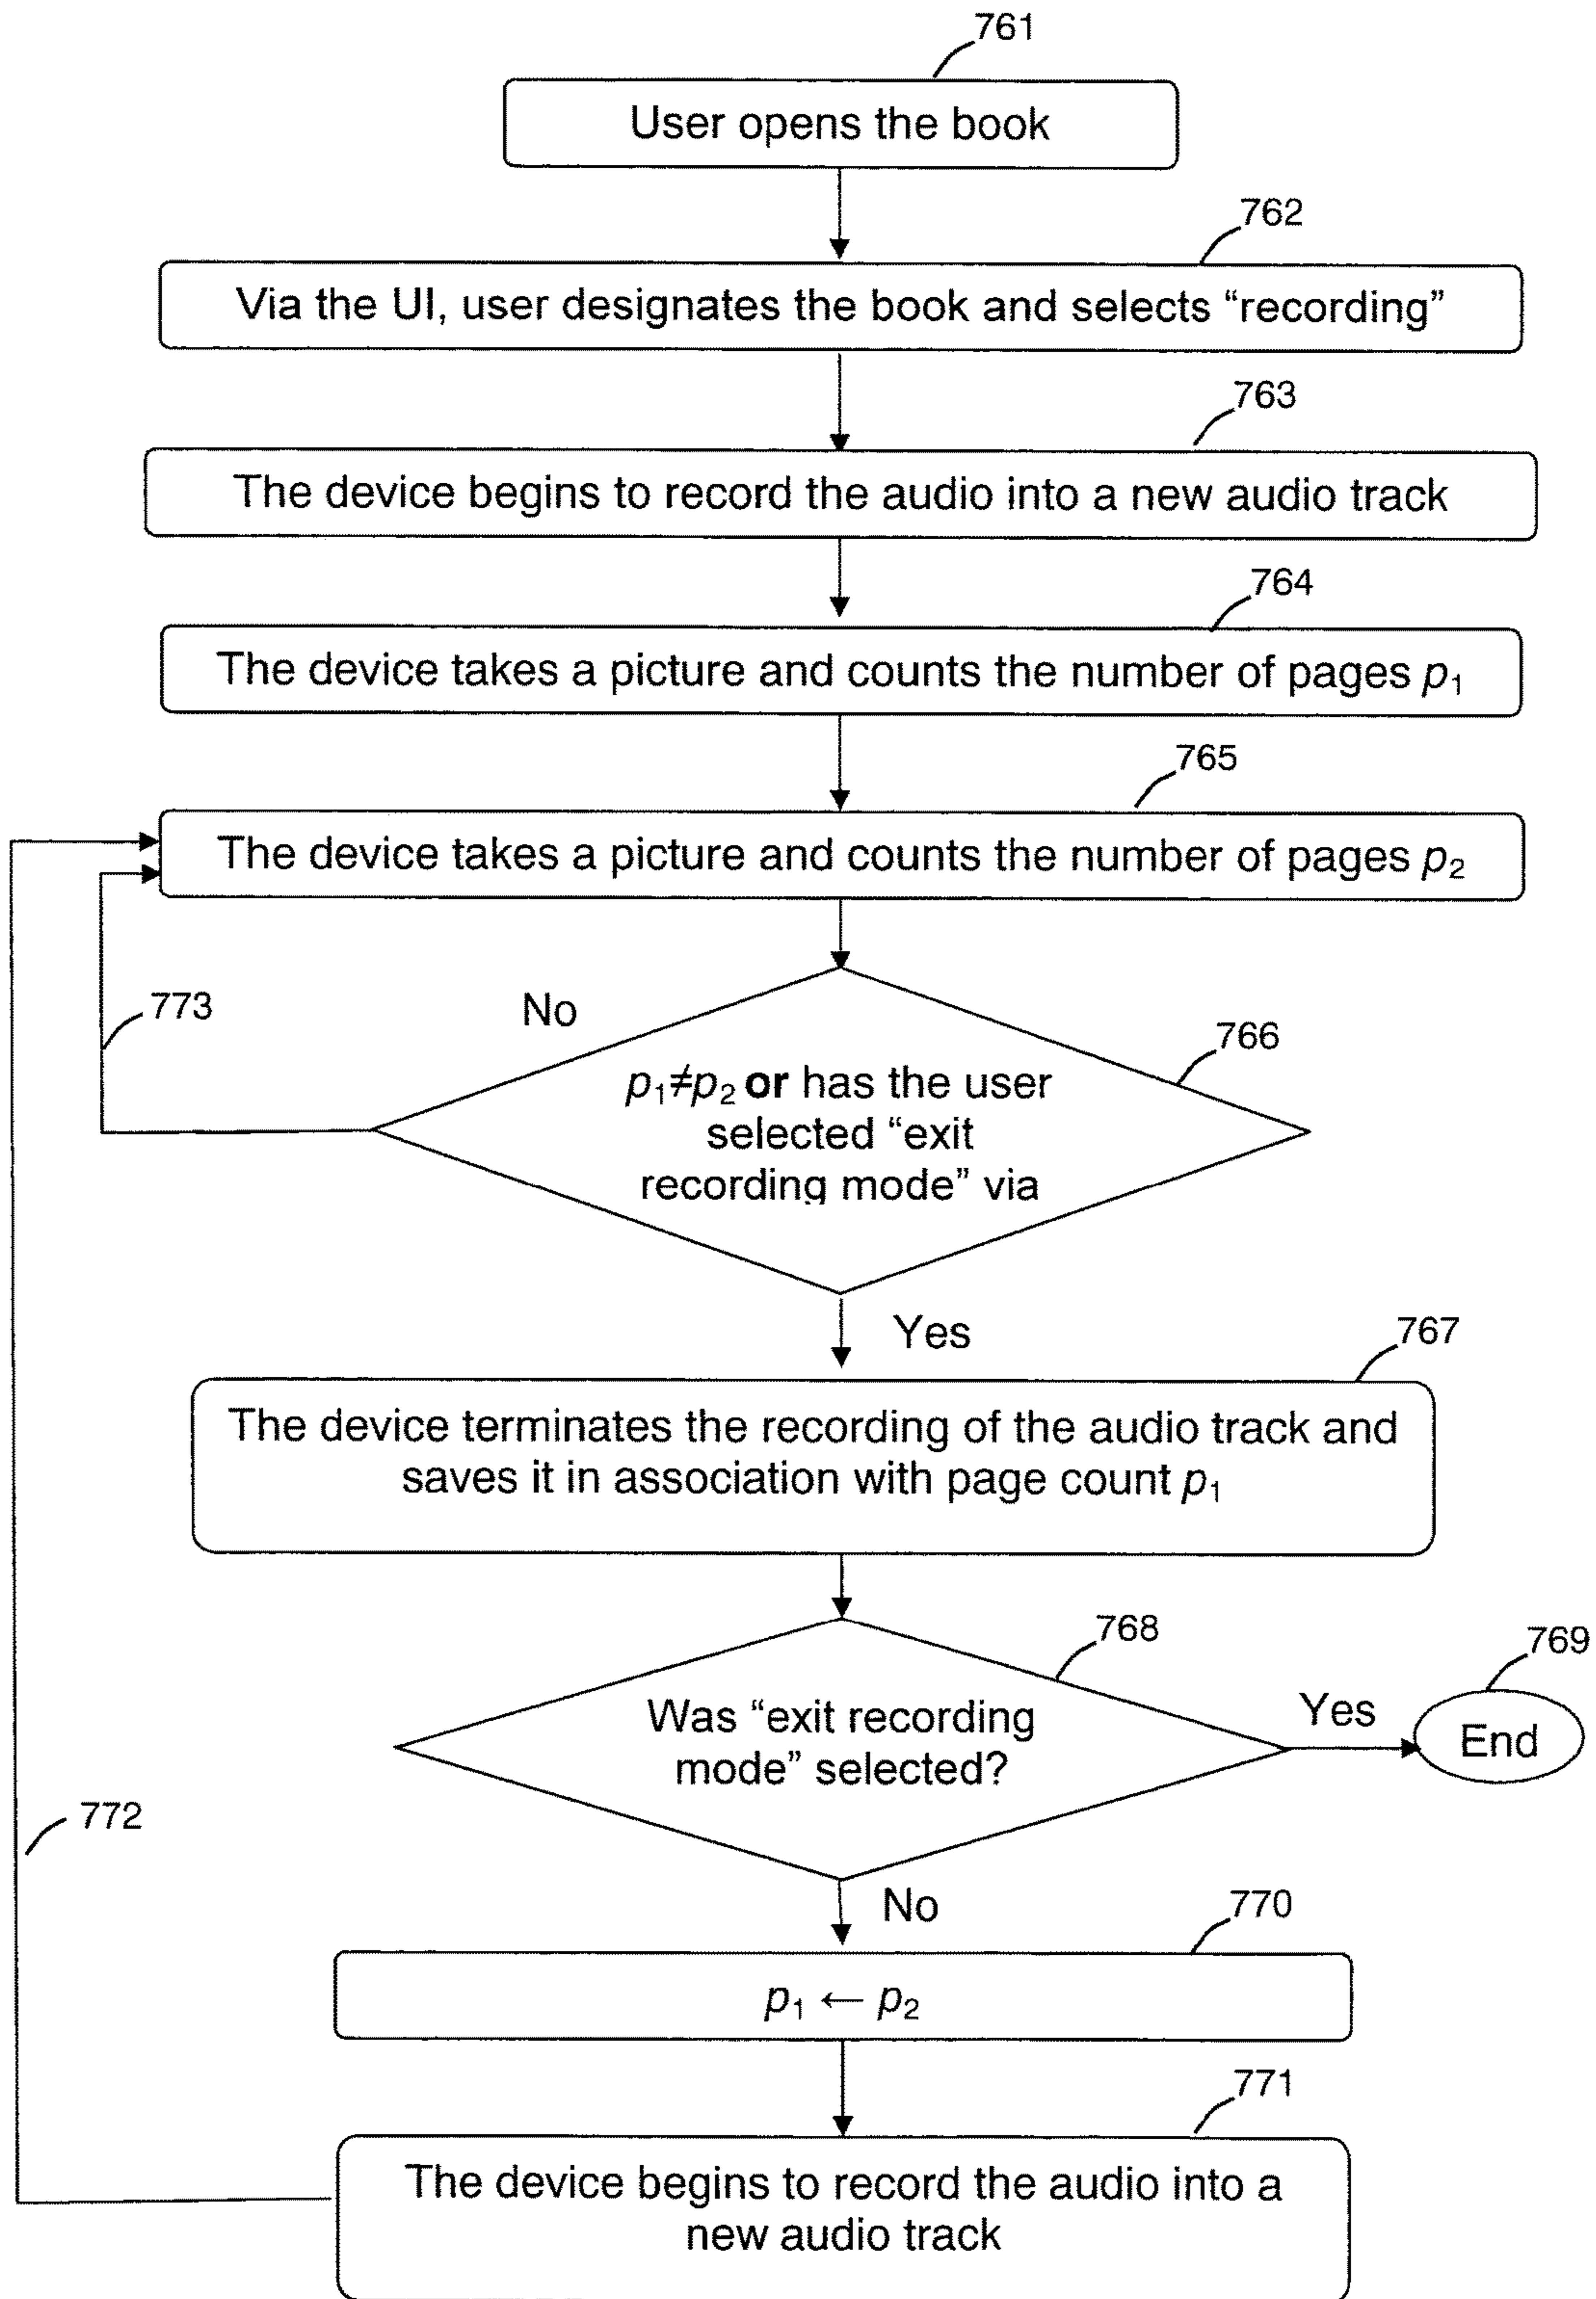 761
User opens the book
762
Via the UI, user designates the book and selects “recording”
763
The device begins to record the audio into a new audio track
764
The device takes a picture and counts the number of pages p₁
765
The device takes a picture and counts the number of pages p₂
773
No
766
p₁≠p₂ or has the user
selected “exit
recording mode” via
Yes
767
The device terminates the recording of the audio track and
saves it in association with page count p₁
768
769
Was “exit recording
mode” selected?
Yes
End
772
No
770
p₁ ← p₂
771
The device begins to record the audio into a
new audio track